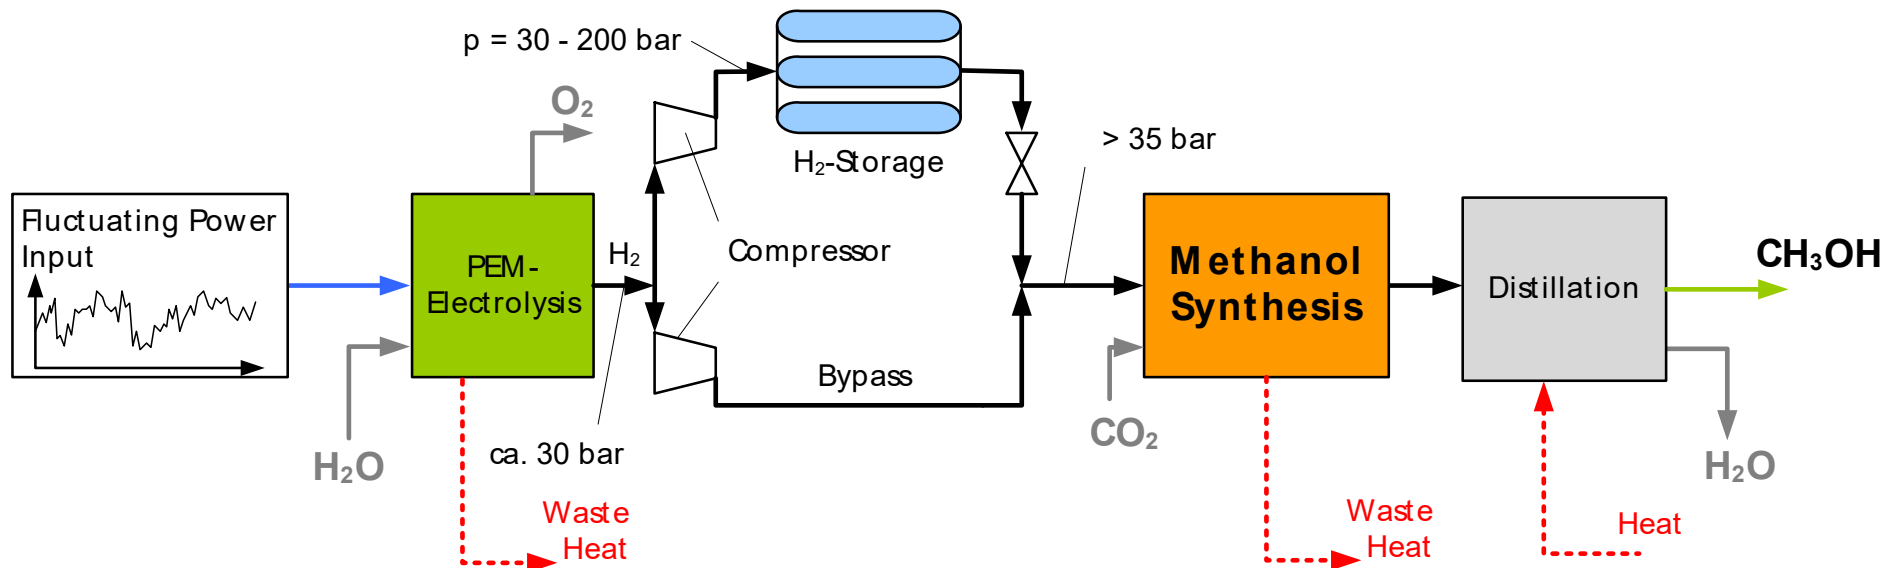 p = 30 - 200 bar
O₂
H₂-Storage
> 35 bar
Fluctuating Power
Input
PEM-
Electrolysis
H₂
Compressor
Methanol
Synthesis
Distillation
CH₃OH
Bypass
H₂O
ca. 30 bar
CO₂
H₂O
Waste
Heat
Waste
Heat
Heat